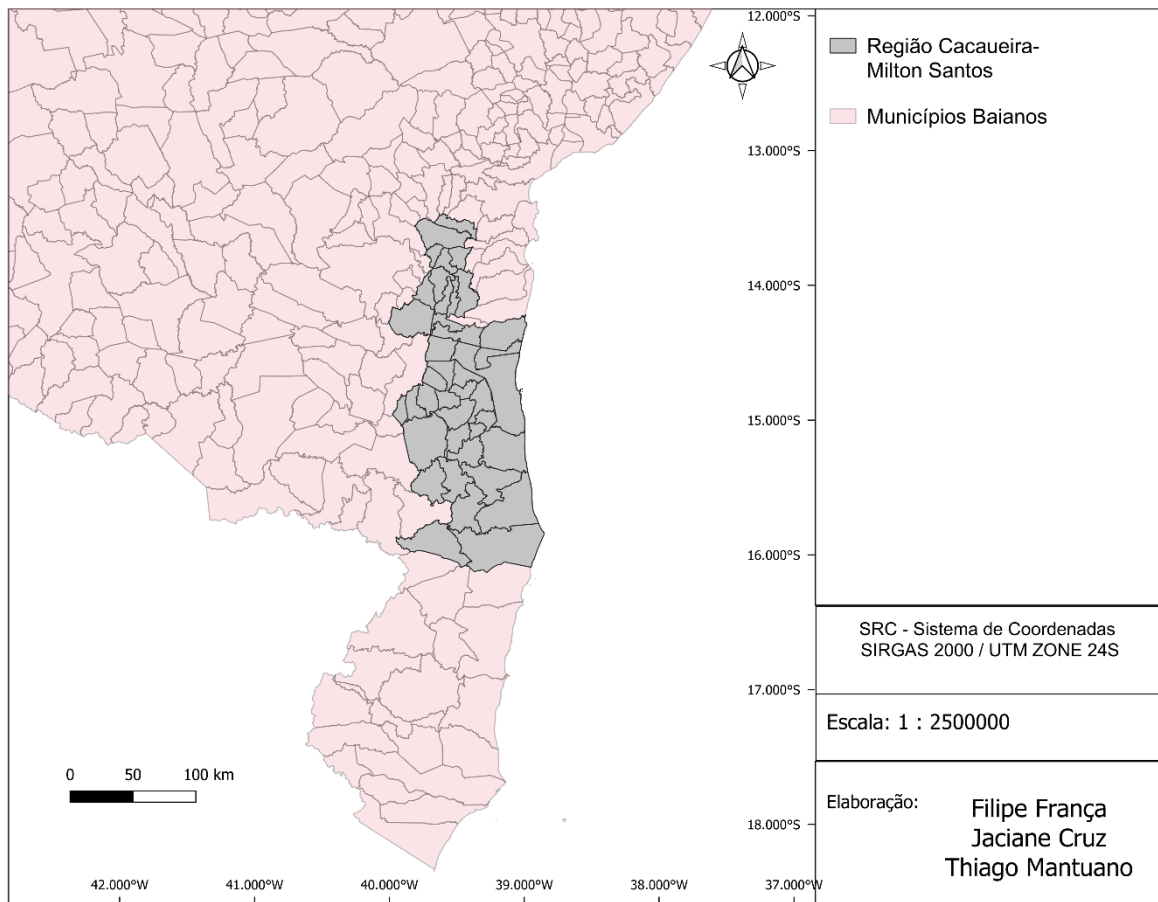 Região Cacaueira-
Milton Santos
Municípios Baianos
12.000°S
13.000°S
14.000°S
15.000°S
16.000°S
17.000°S
18.000°S
SRC - Sistema de Coordenadas
SIRGAS 2000 / UTM ZONE 24S
Escala: 1 : 2500000
Elaboração:
Filipe França
Jaciane Cruz
Thiago Mantuano
0 50 100 km
42.000°W 41.000°W 40.000°W 39.000°W 38.000°W 37.000°W